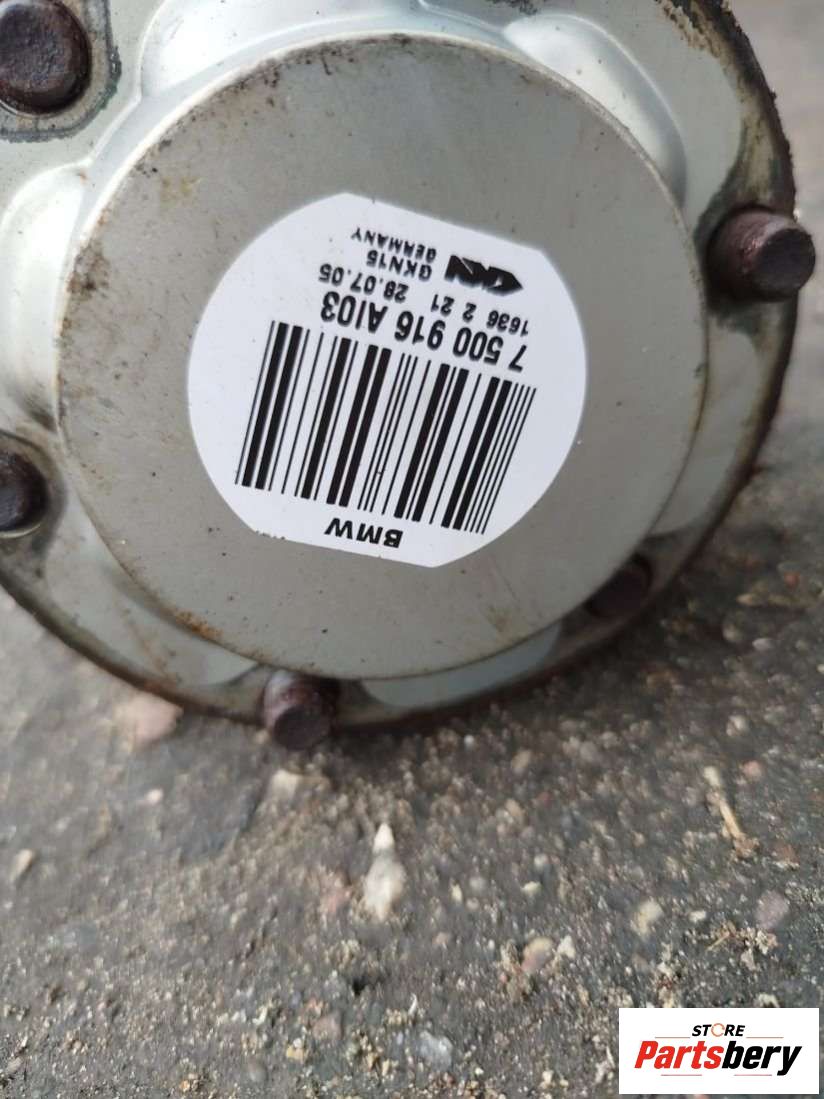 BMW
7 500 916 AI03
1636 2 21 28.07.05
GKN GKN15
GERMANY
STORE
Partsbery